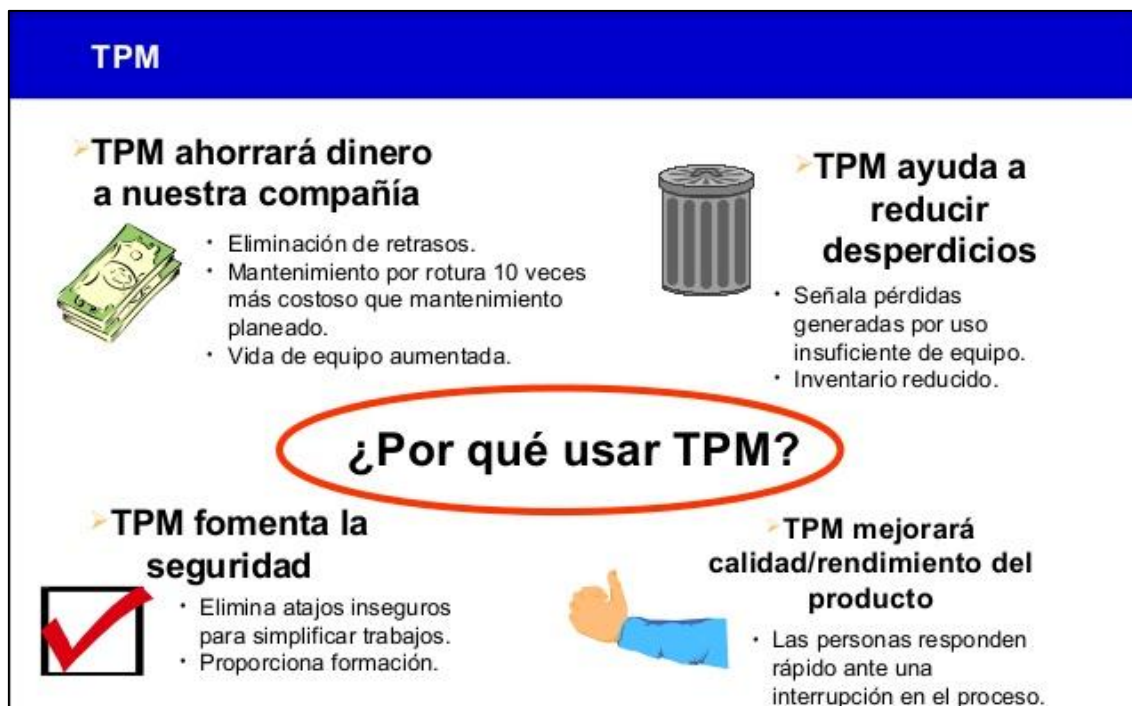 TPM
➢TPM ahorrará dinero
a nuestra compañía
· Eliminación de retrasos.
· Mantenimiento por rotura 10 veces
más costoso que mantenimiento
planeado.
· Vida de equipo aumentada.
➢TPM ayuda a
reducir
desperdicios
· Señala pérdidas
generadas por uso
insuficiente de equipo.
· Inventario reducido.
¿Por qué usar TPM?
➢TPM fomenta la
seguridad
· Elimina atajos inseguros
para simplificar trabajos.
· Proporciona formación.
➢TPM mejorará
calidad/rendimiento del
producto
· Las personas responden
rápido ante una
interrupción en el proceso.